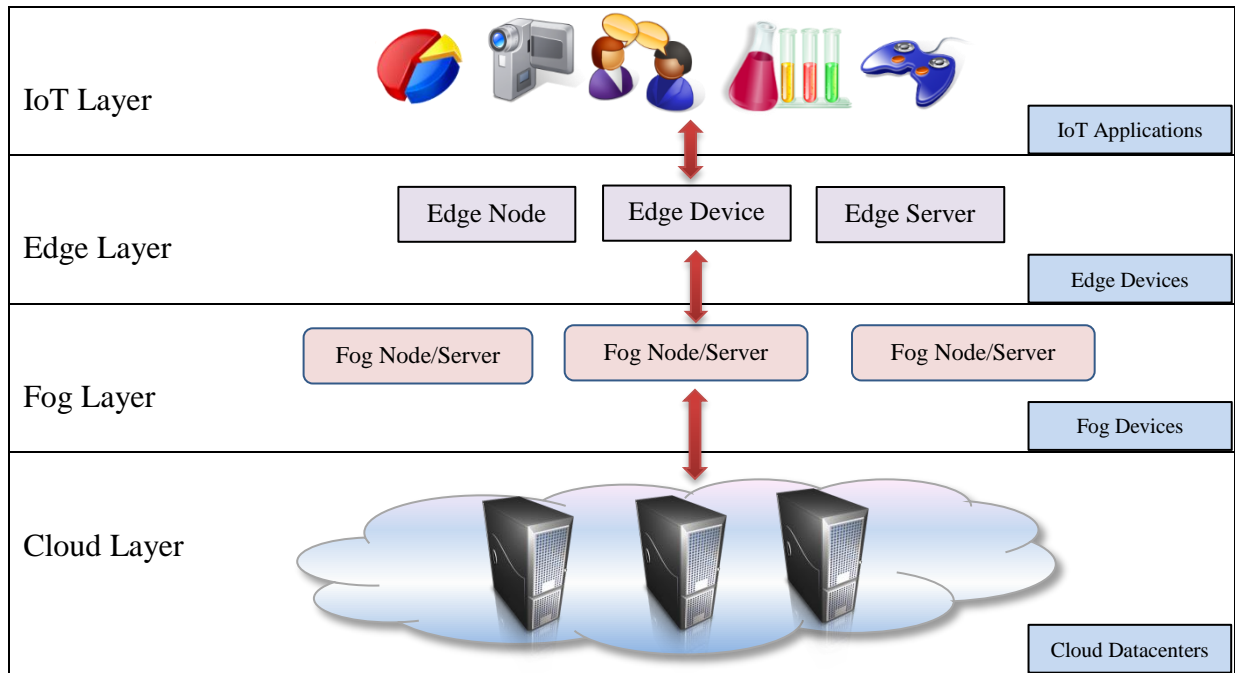 IoT Layer
IoT Applications
Edge Node
Edge Device
Edge Server
Edge Layer
Edge Devices
Fog Node/Server
Fog Node/Server
Fog Node/Server
Fog Layer
Fog Devices
Cloud Layer
Cloud Datacenters